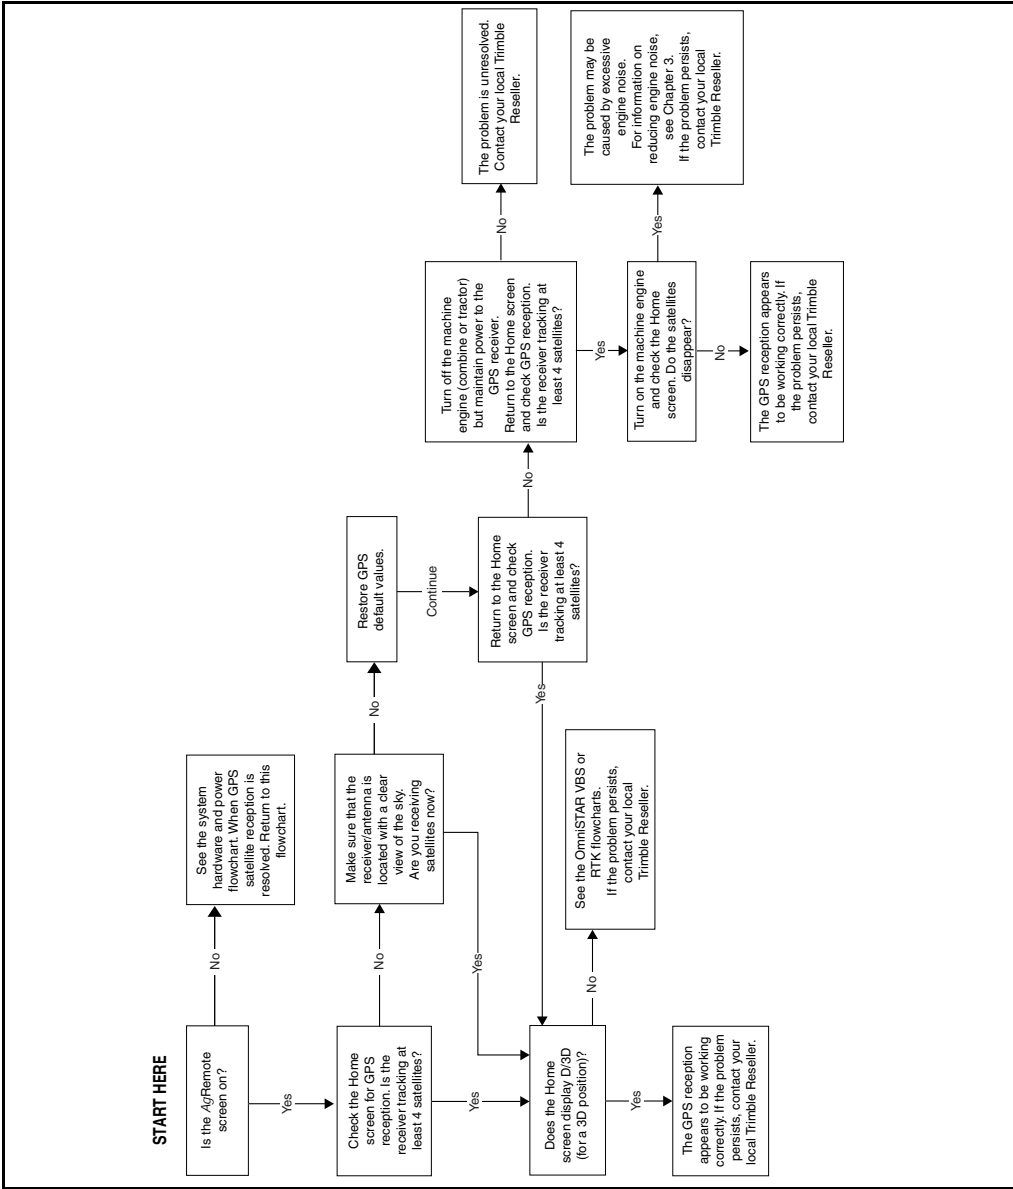 START HERE
Is the AgRemote
screen on?
No
See the system
hardware and power
flowchart. When GPS
satellite reception is
resolved. Return to this
flowchart.
Yes
Check the Home
screen for GPS
reception. Is the
receiver tracking at
least 4 satellites?
No
Make sure that the
receiver/antenna is
located with a clear
view of the sky.
Are you receiving
satellites now?
No
Restore GPS
default values.
Continue
Return to the Home
screen and check
GPS reception.
Is the receiver
tracking at least 4
satellites?
No
Turn off the machine
engine (combine or tractor)
but maintain power to the
GPS receiver.
Return to the Home screen
and check GPS reception.
Is the receiver tracking at
least 4 satellites?
No
The problem is unresolved.
Contact your local Trimble
Reseller.
Yes
Turn on the machine engine
and check the Home
screen. Do the satellites
disappear?
Yes
The problem may be
caused by excessive
engine noise.
For information on
reducing engine noise,
see Chapter 3.
If the problem persists,
contact your local
Trimble Reseller.
No
The GPS reception appears
to be working correctly. If
the problem persists,
contact your local Trimble
Reseller.
Yes
Yes
Yes
Does the Home
screen display D/3D
(for a 3D position)?
No
See the OmniSTAR VBS or
RTK flowcharts.
If the problem persists,
contact your local
Trimble Reseller.
Yes
The GPS reception
appears to be working
correctly. If the problem
persists, contact your
local Trimble Reseller.